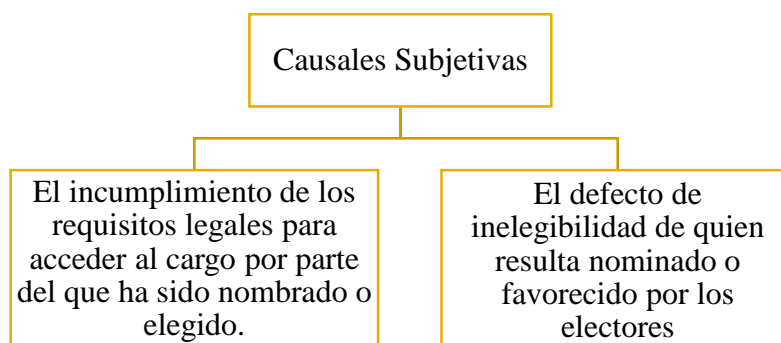 Causales Subjetivas
El incumplimiento de los
requisitos legales para
acceder al cargo por parte
del que ha sido nombrado o
elegido.
El defecto de
inelegibilidad de quien
resulta nominado o
favorecido por los
electores